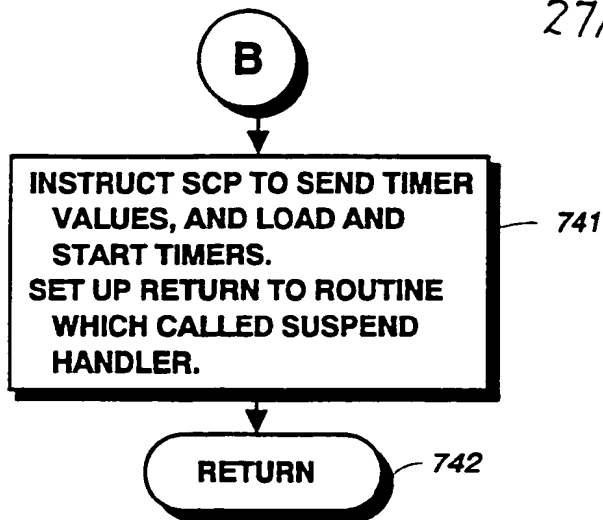 B
INSTRUCT SCP TO SEND TIMER
VALUES, AND LOAD AND
START TIMERS.
SET UP RETURN TO ROUTINE
WHICH CALLED SUSPEND
HANDLER.
741
RETURN
742